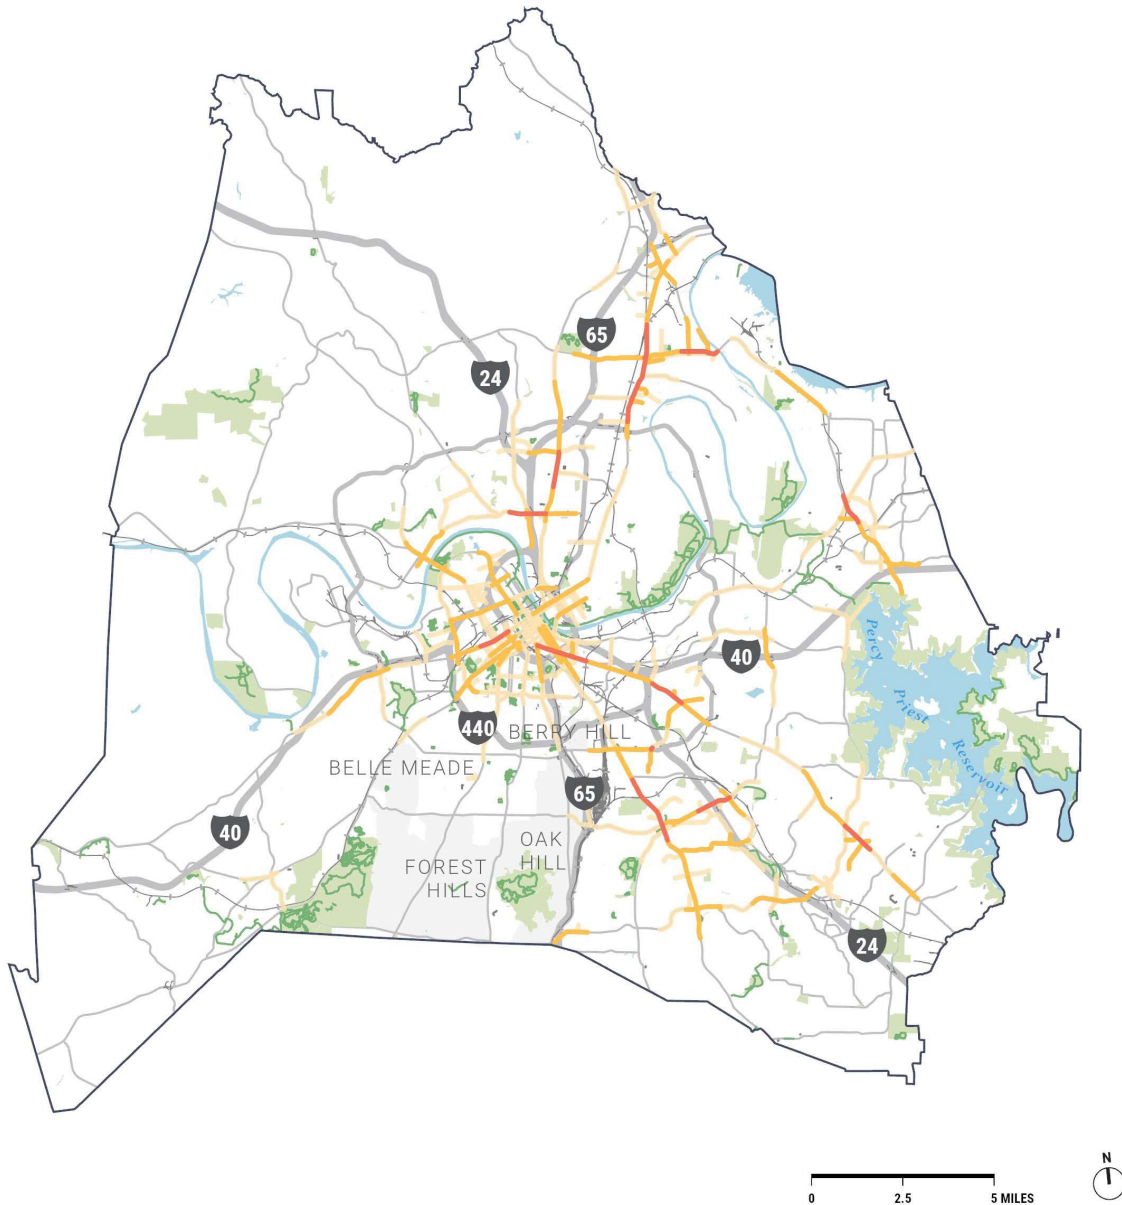 65
24
40
Percy
Priest
Reservoir
440
BERRY HILL
BELLE MEADE
65
40
OAK
HILL
FOREST
HILLS
24
N
0 2.5 5 MILES